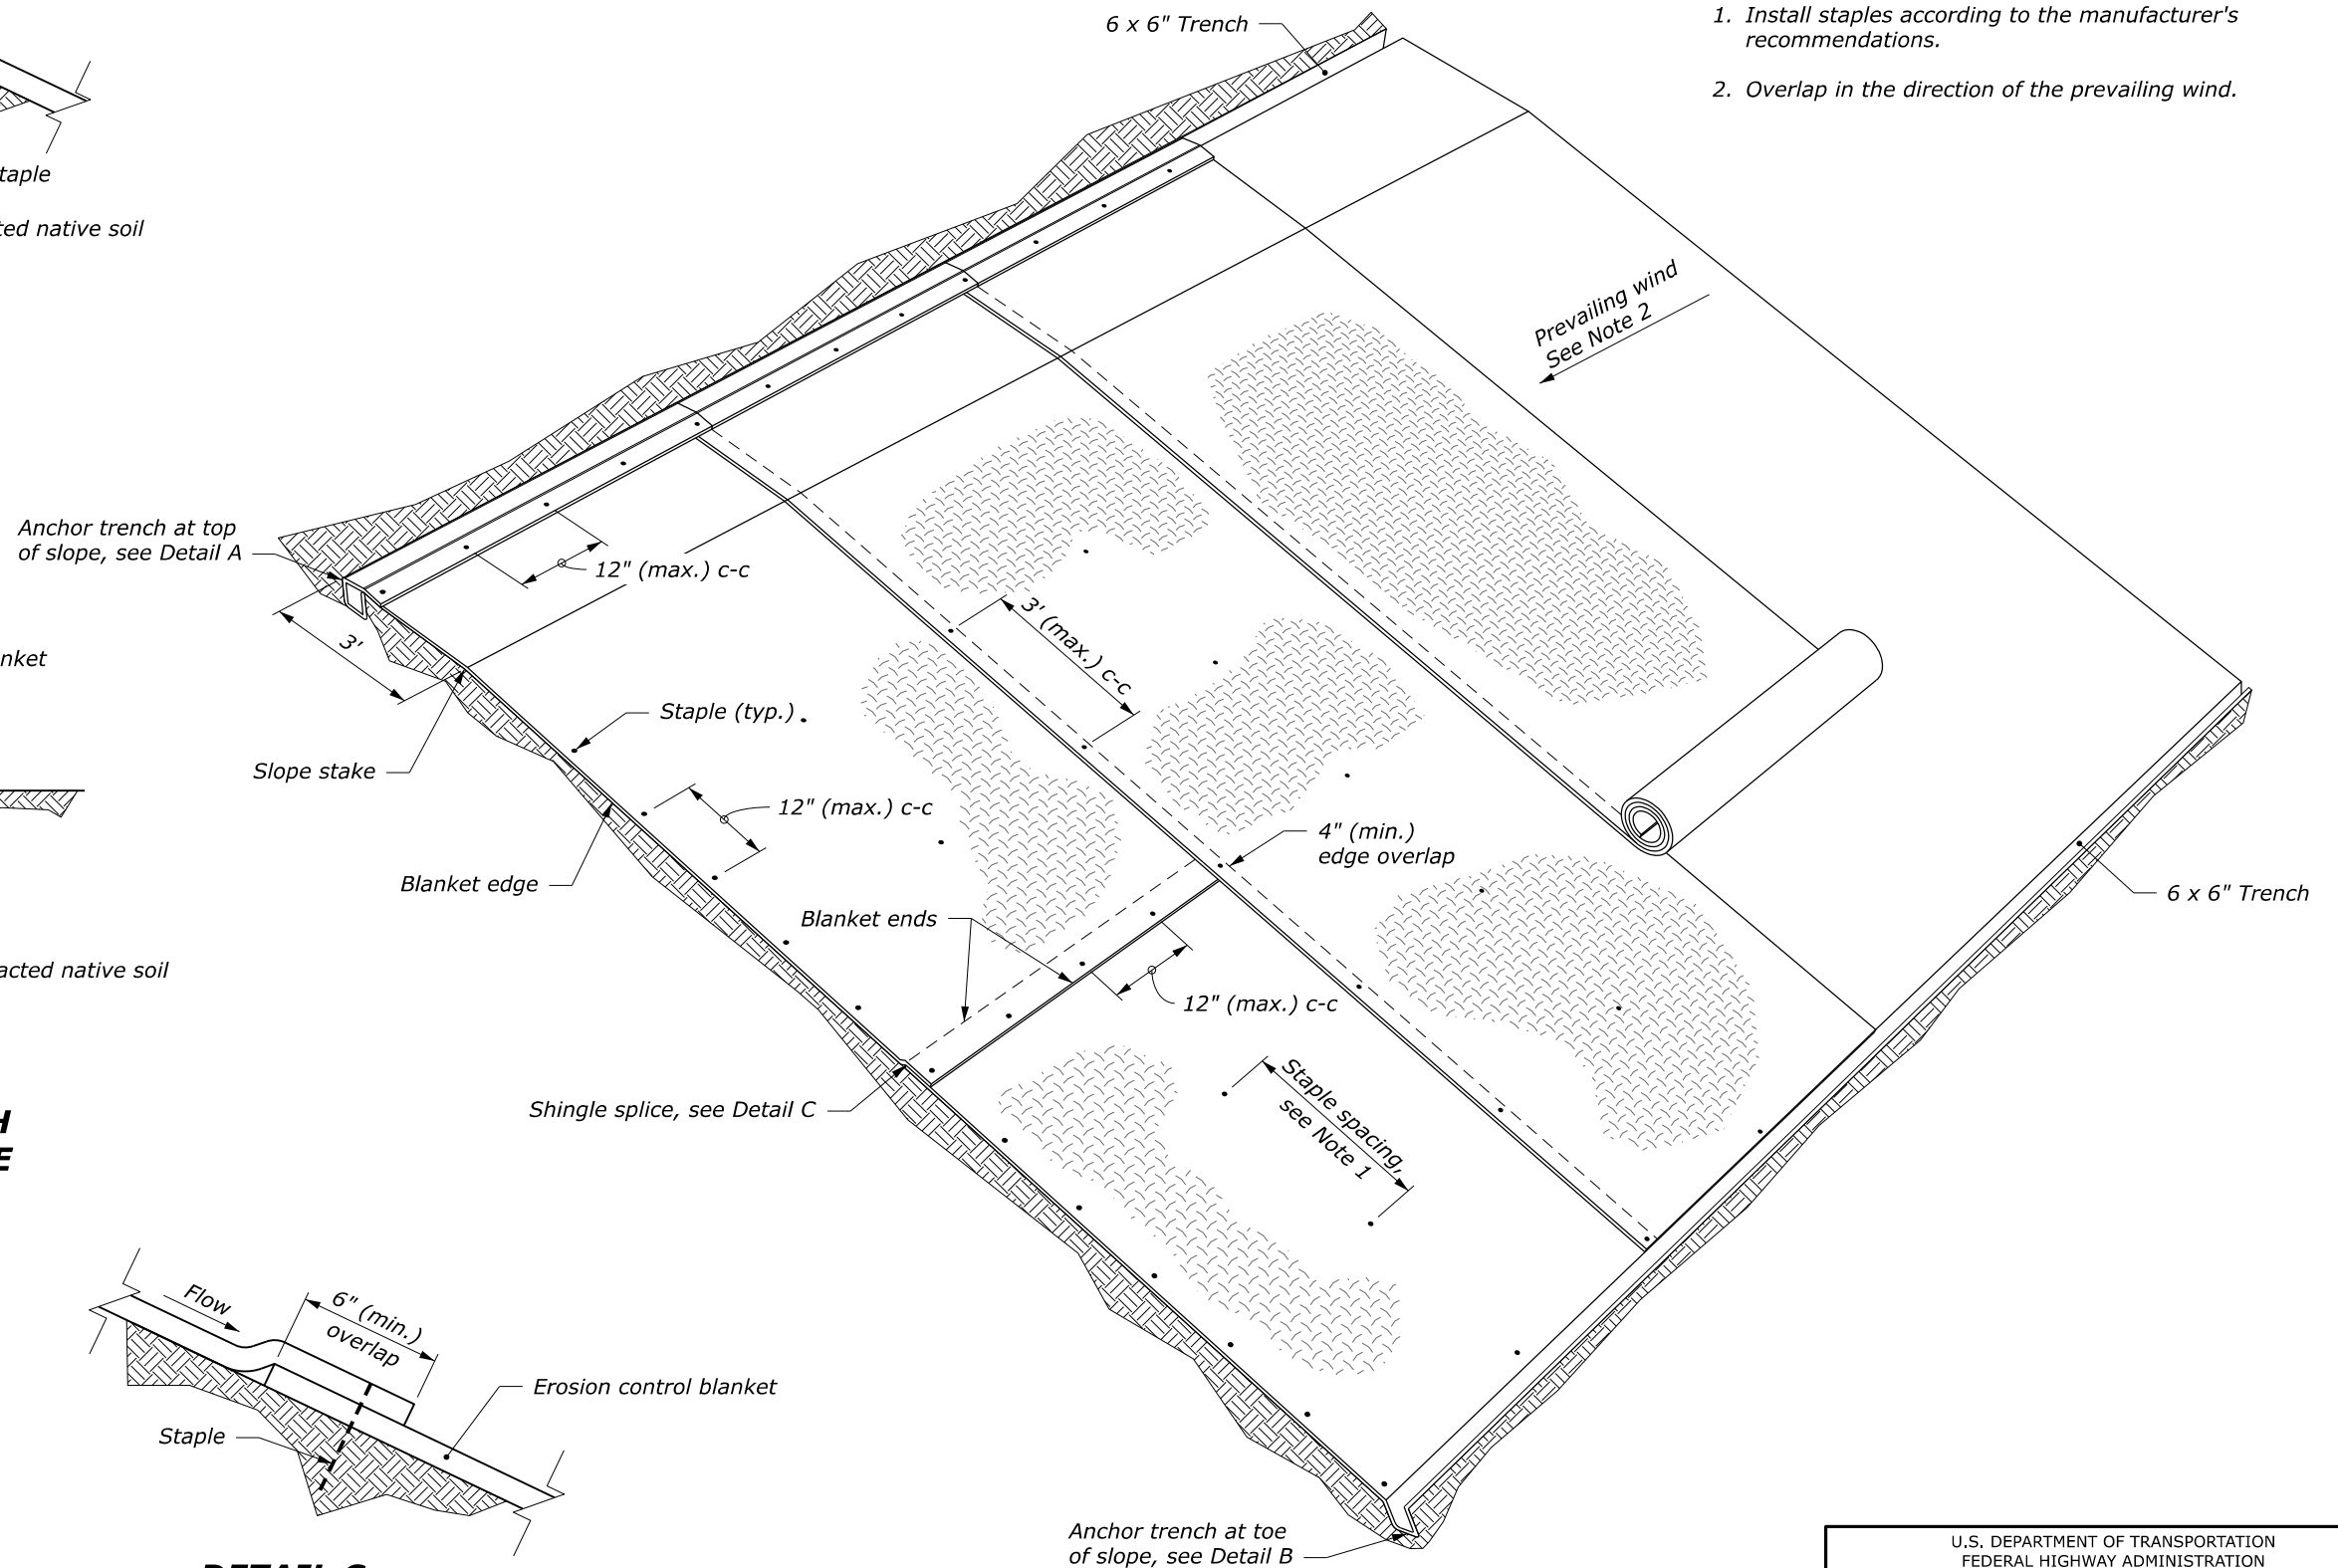 6 x 6" Trench
1. Install staples according to the manufacturer's
recommendations.
2. Overlap in the direction of the prevailing wind.
taple
ted native soil
Prevailing wind
See Note 2
Anchor trench at top
of slope, see Detail A
12" (max.) c-c
3'
3' (max.) c-c
nket
Staple (typ.)
Slope stake
12" (max.) c-c
4" (min.)
edge overlap
Blanket edge
6 x 6" Trench
Blanket ends
acted native soil
12" (max.) c-c
Staple spacing,
see Note 1
Shingle splice, see Detail C
H
E
Flow
6" (min.)
overlap
Erosion control blanket
Staple
Anchor trench at toe
of slope, see Detail B
U.S. DEPARTMENT OF TRANSPORTATION
FEDERAL HIGHWAY ADMINISTRATION
DETAIL C